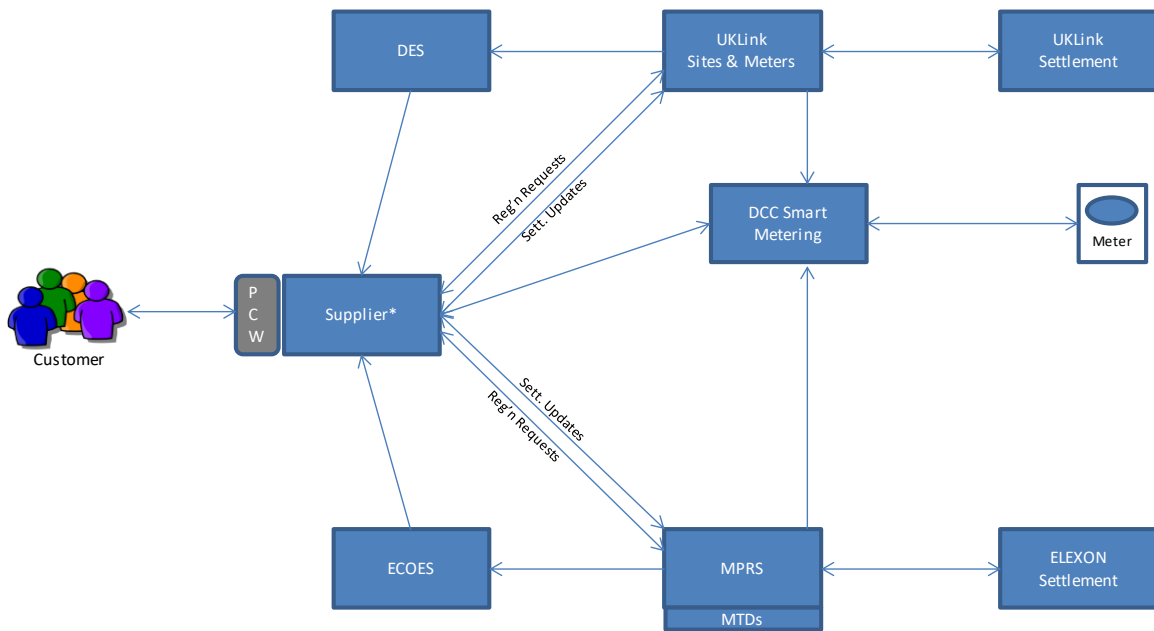 DES
UKLink
Sites & Meters
UKLink
Settlement
Reg'n Requests
Sett. Updates
DCC Smart
Metering
Meter
P
C
W
Supplier*
Customer
Sett. Updates
Reg'n Requests
ECOES
MPRS
MTDs
ELEXON
Settlement